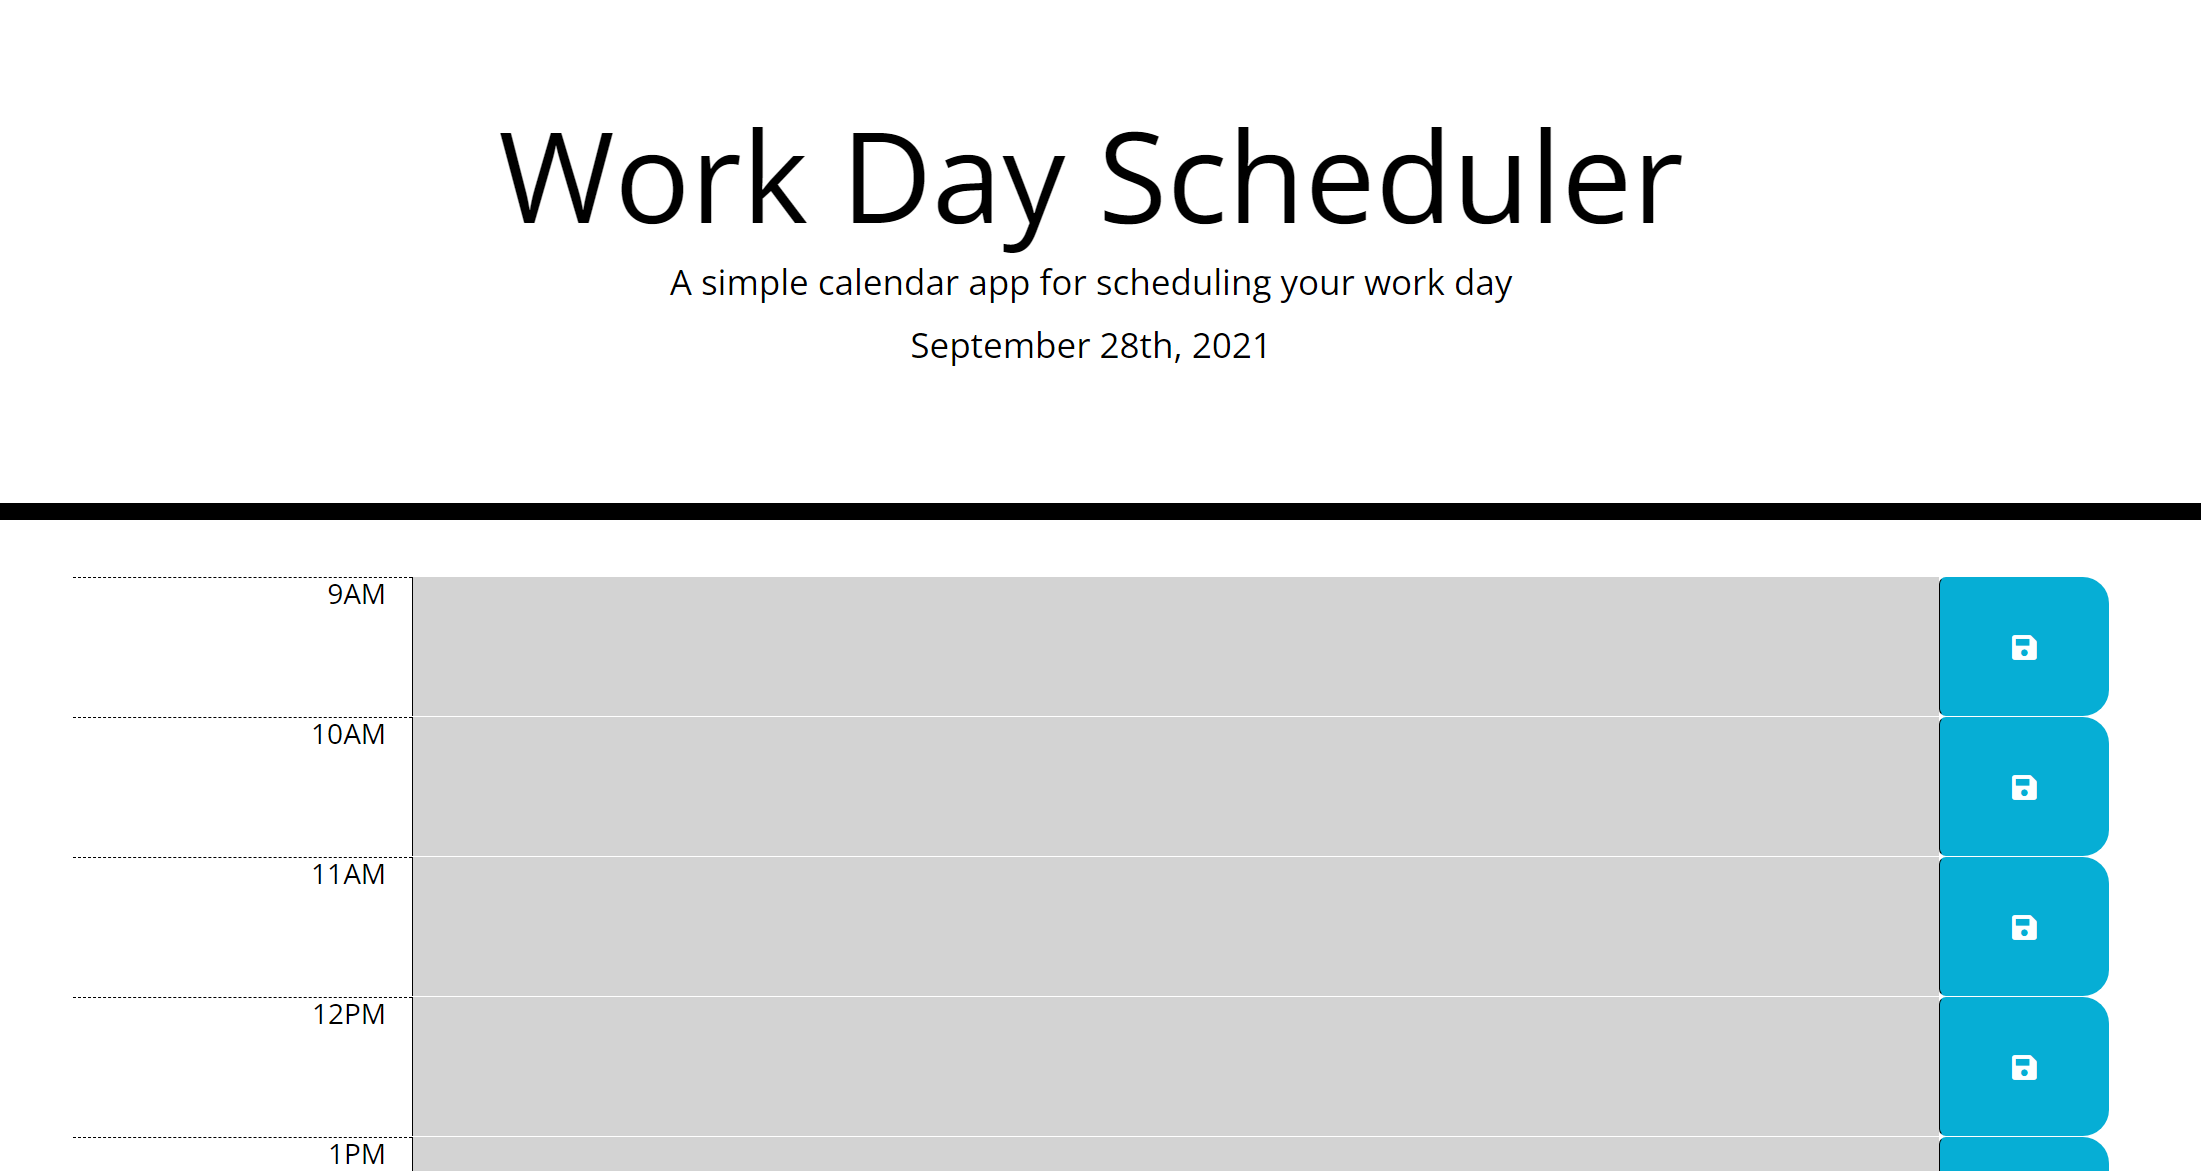 Work Day Scheduler
A simple calendar app for scheduling your work day
September 28th, 2021
9AM
10AM
11AM
12PM
1PM